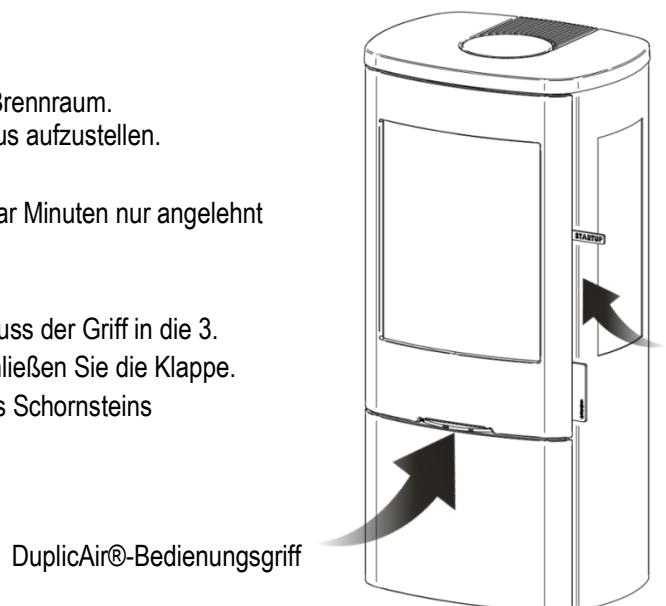 Brennraum.
us aufzustellen.
ar Minuten nur angelehnt
STARTUP
uss der Griff in die 3.
ließen Sie die Klappe.
s Schornsteins
DuplicAir®-Bedienungsgriff